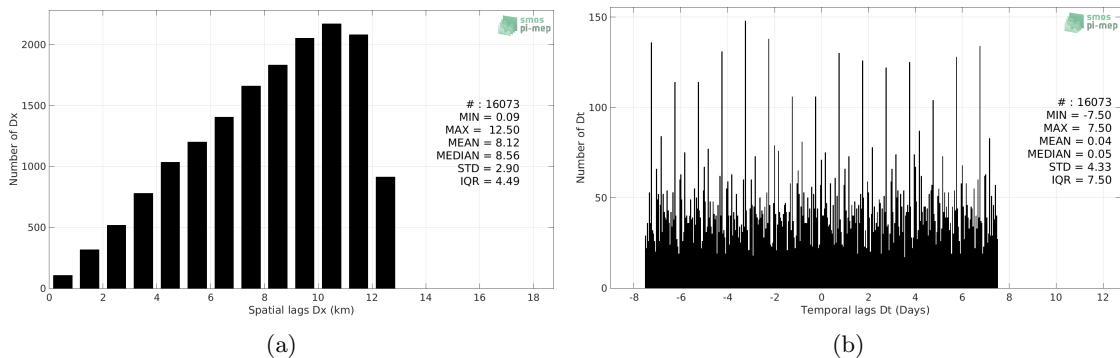 smos
pi-mep
2000
1500
1000
500
0
Number of Dx
# : 16073
MIN = 0.09
MAX = 12.50
MEAN = 8.12
MEDIAN = 8.56
STD = 2.90
IQR = 4.49
0 2 4 6 8 10 12 14 16 18
Spatial lags Dx (km)
(a)
smos
pi-mep
150
100
50
0
Number of Dt
# : 16073
MIN = -7.50
MAX = 7.50
MEAN = 0.04
MEDIAN = 0.05
STD = 4.33
IQR = 7.50
-8 -6 -4 -2 0 2 4 6 8 10 12
Temporal lags Dt (Days)
(b)